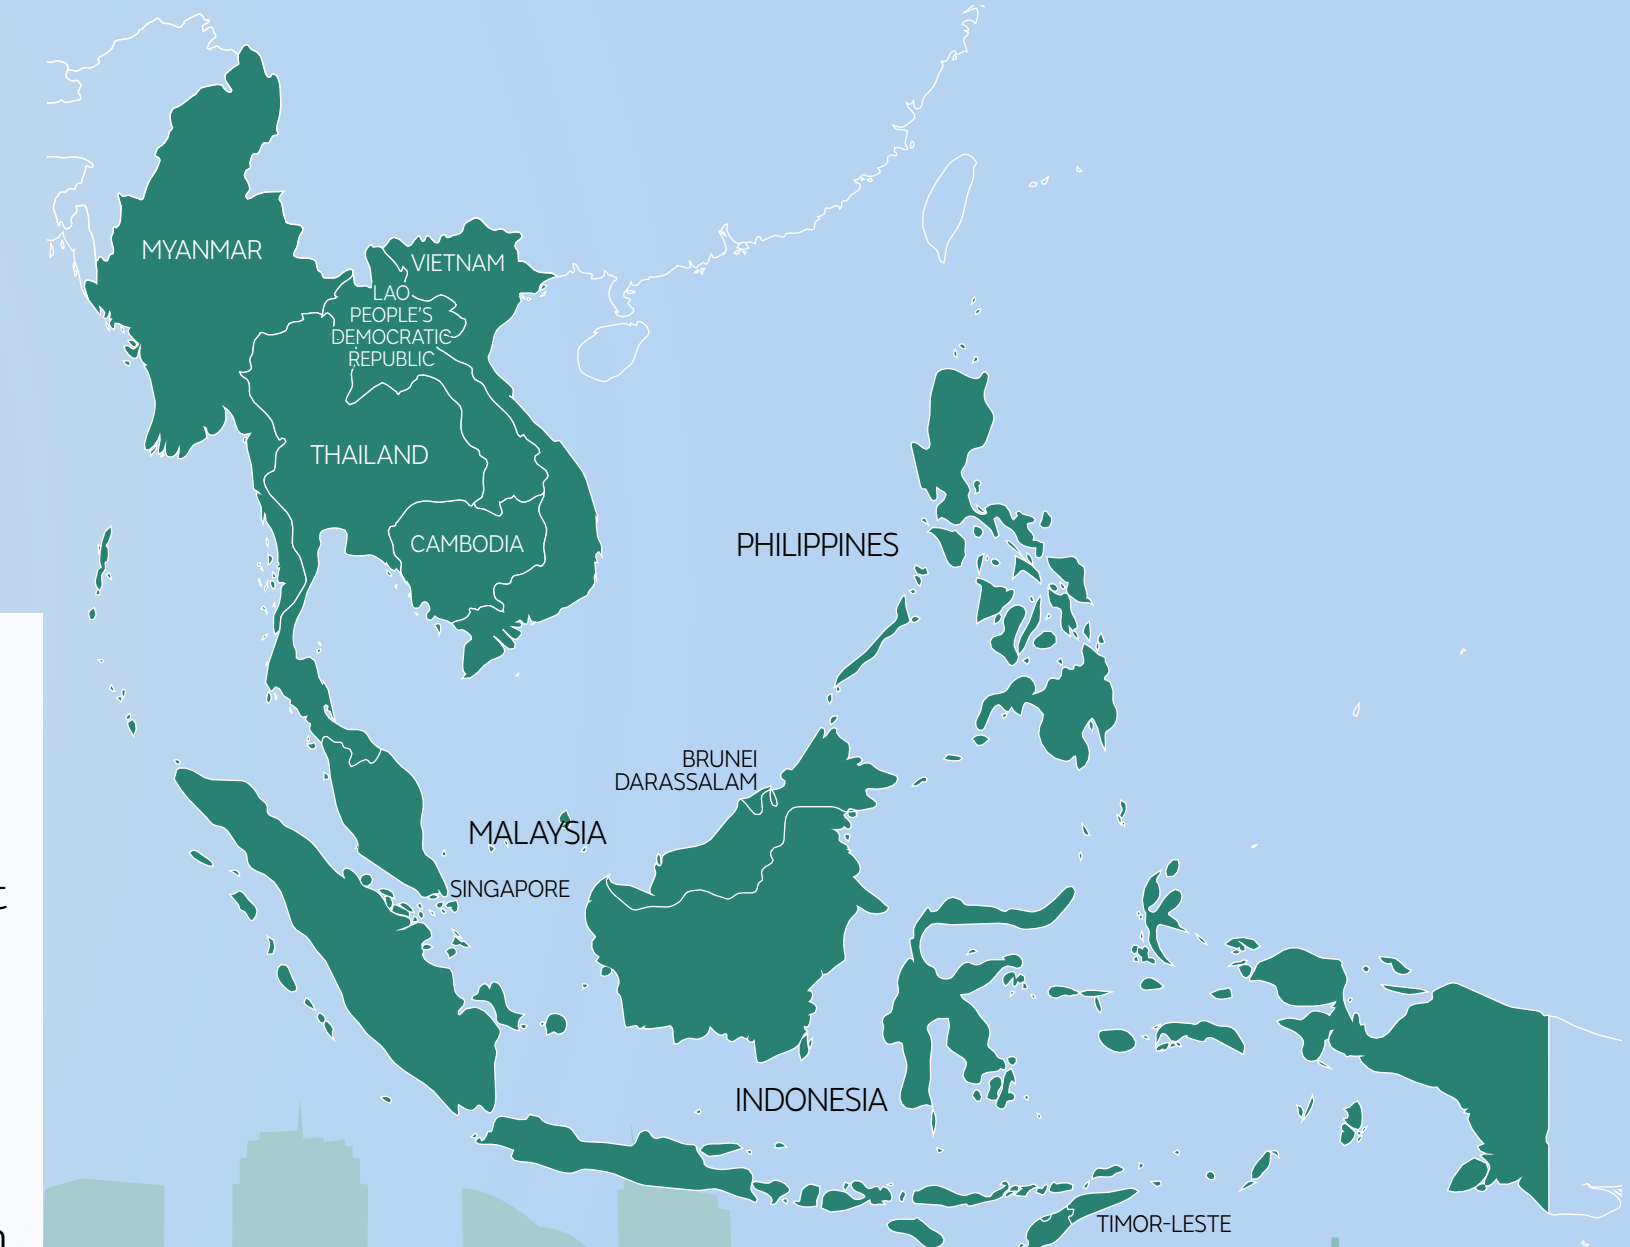 MYANMAR
VIETNAM
LAO
PEOPLE'S
DEMOCRATIC
REPUBLIC
THAILAND
CAMBODIA
PHILIPPINES
BRUNEI
DARASSALAM
MALAYSIA
SINGAPORE
INDONESIA
TIMOR-LESTE